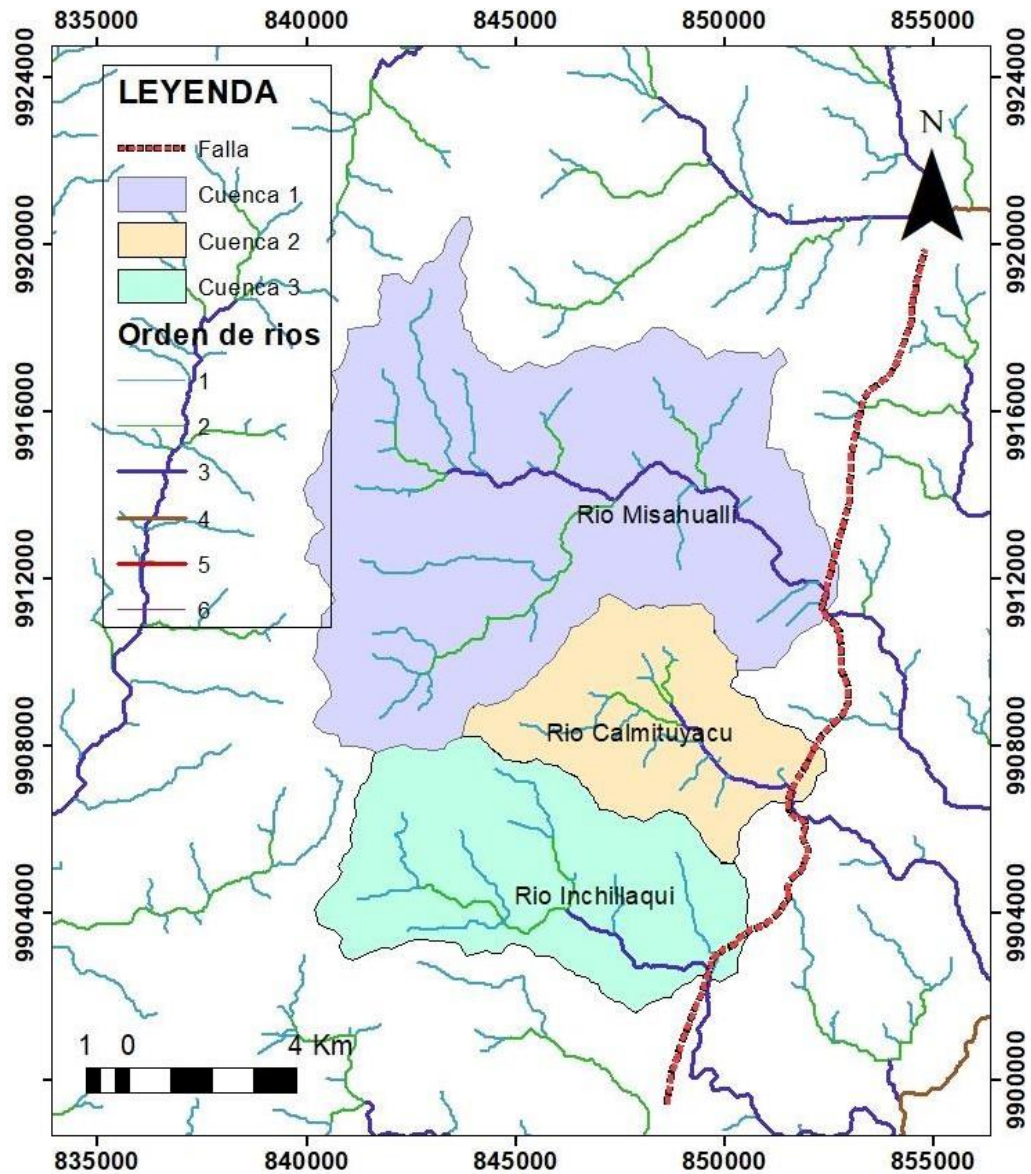 835000 840000 845000 850000 855000
9924000
9920000
9916000
9912000
9908000
9904000
9924000
9920000
9916000
9912000
9908000
9904000
9900000
N
LEYENDA
Falla
Cuenca 1
Cuenca 2
Cuenca 3
Orden de rios
1
2
3
4
5
6
Rio Misahualli
Rio Calmituyacu
Rio Inchillaqui
1 0 4 Km
835000 840000 845000 850000 855000